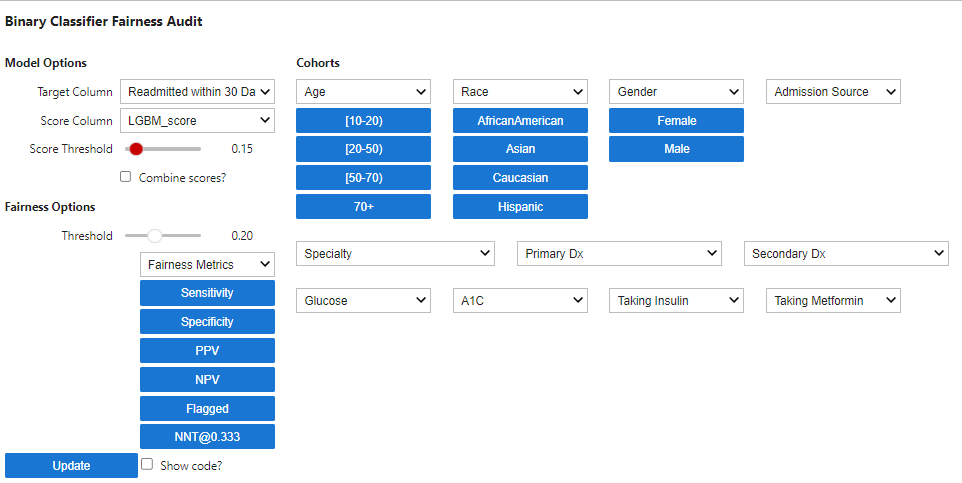 Binary Classifier Fairness Audit
Model Options
Target Column Readmitted within 30 Da
Score Column LGBM_score
Score Threshold 0.15
Combine scores?
Fairness Options
Threshold 0.20
Fairness Metrics
Sensitivity
Specificity
PPV
NPV
Flagged
NNT@0.333
Update Show code?
Cohorts
Age Race Gender Admission Source
[10-20) AfricanAmerican Female
[20-50) Asian Male
[50-70) Caucasian
70+ Hispanic
Specialty Primary Dx Secondary Dx
Glucose A1C Taking Insulin Taking Metformin